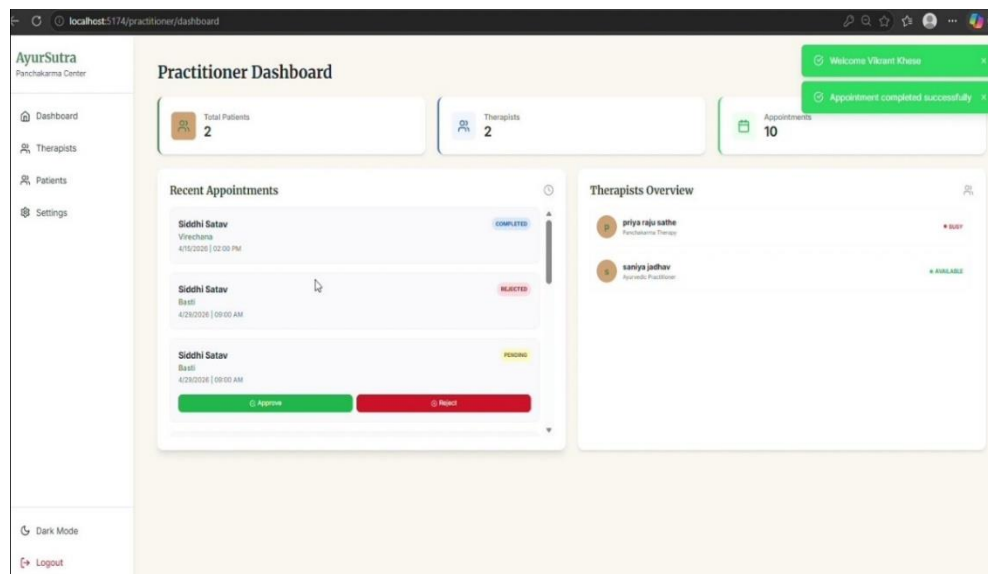 localhost:5174/practitioner/dashboard
AyurSutra
Panchakarma Center
Dashboard
Therapists
Patients
Settings
Dark Mode
Logout
Practitioner Dashboard
Welcome Vikrant Khese ×
Appointment completed successfully ×
Total Patients
2
Therapists
2
Appointments
10
Recent Appointments
Siddhi Satav COMPLETED
Virechana
4/15/2026 | 02:00 PM
Siddhi Satav REJECTED
Basti
4/29/2026 | 09:00 AM
Siddhi Satav PENDING
Basti
4/29/2026 | 09:00 AM
Approve Reject
Therapists Overview
p priya raju sathe BUSY
Panchakarma Therapy
s saniya jadhav AVAILABLE
Ayurvedic Practitioner